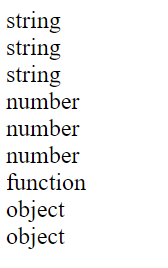 string
string
string
number
number
number
function
object
object